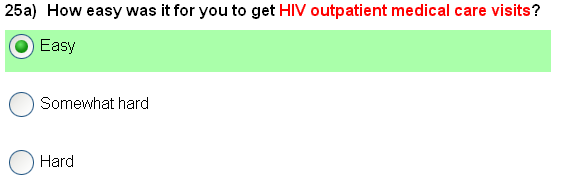 25a) How easy was it for you to get HIV outpatient medical care visits?
Easy
Somewhat hard
Hard